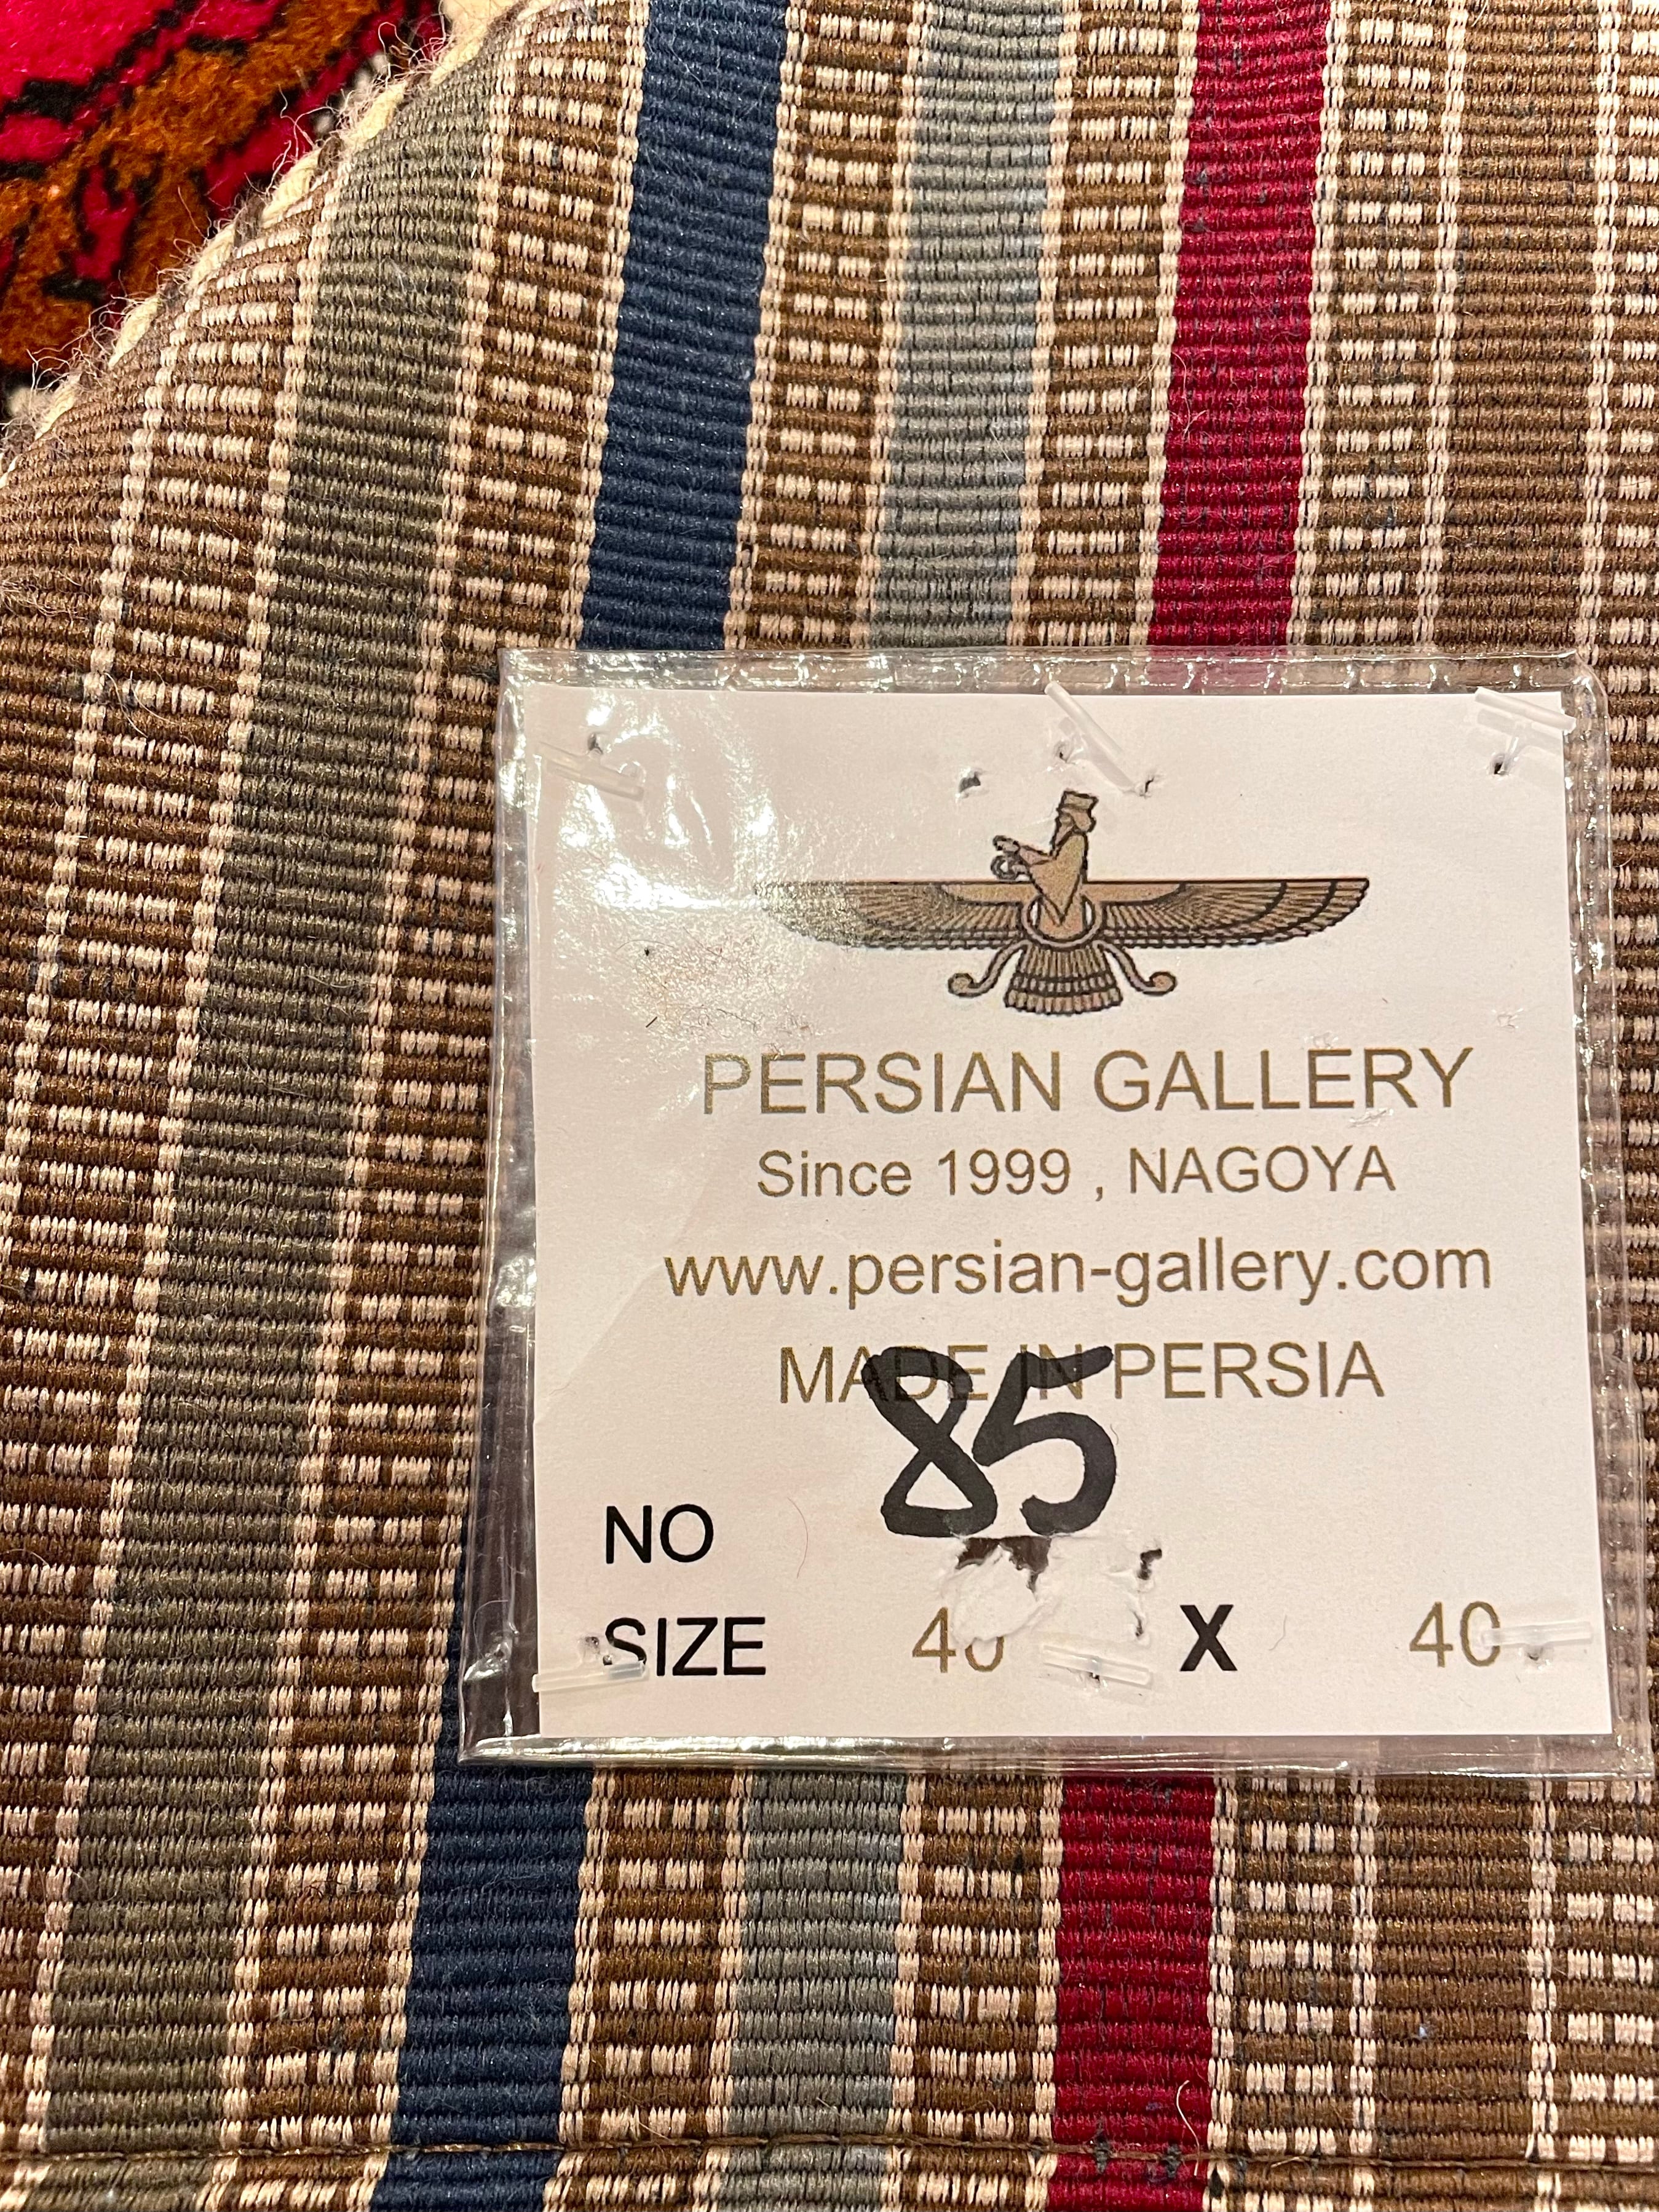 PERSIAN GALLERY
Since 1999 , NAGOYA
www.persian-gallery.com
MADE IN PERSIA
NO 85
SIZE 40 X 40